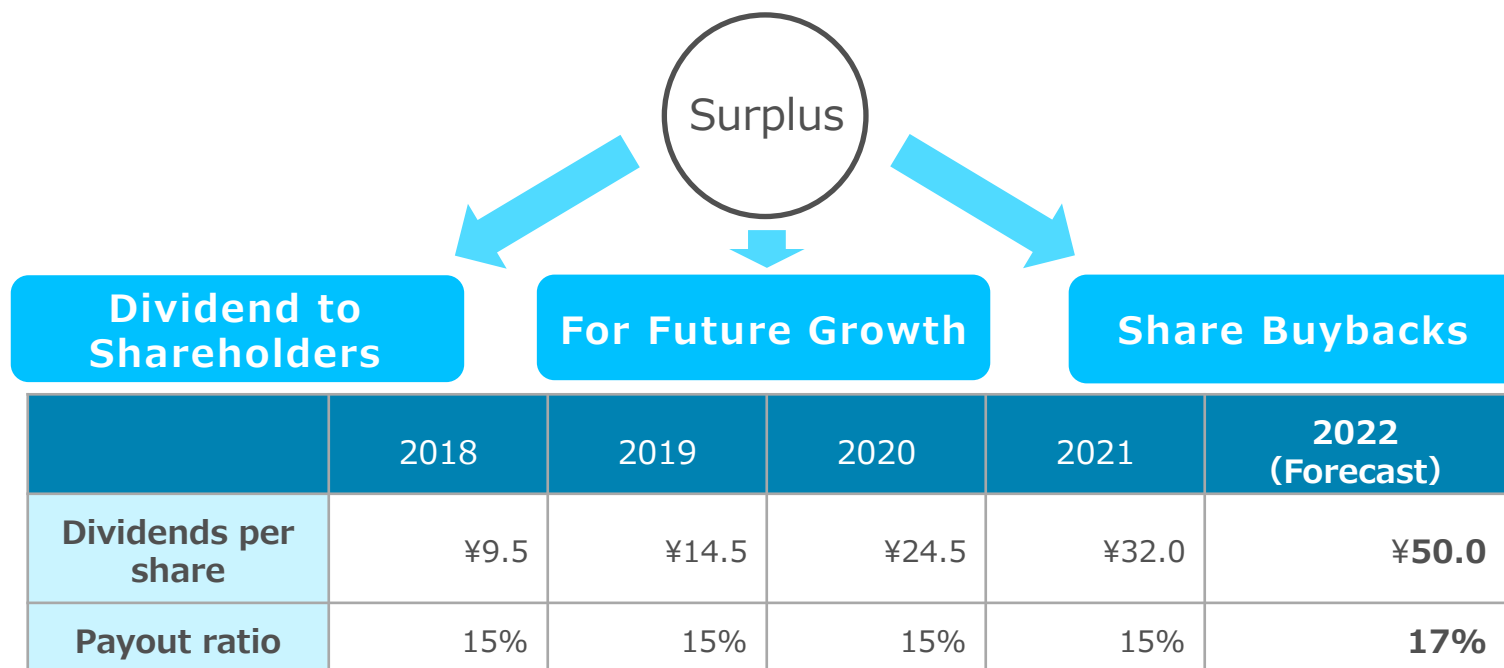 Surplus
Dividend to
Shareholders
For Future Growth
Share Buybacks
2018 2019 2020 2021 2022
(Forecast)
Dividends per
share ¥9.5 ¥14.5 ¥24.5 ¥32.0 ¥50.0
Payout ratio 15% 15% 15% 15% 17%